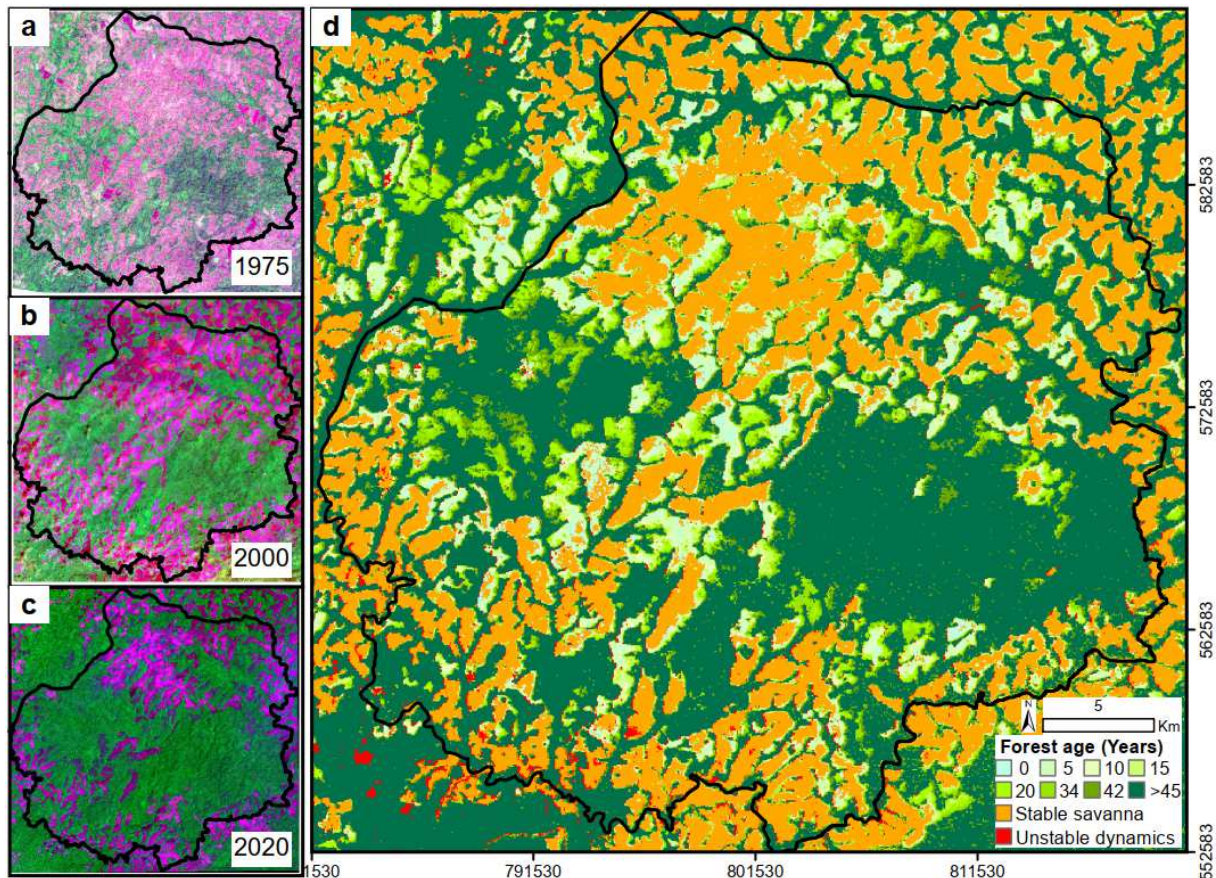 a
1975
b
2000
c
2020
d
N
5
Km
Forest age (Years)
0 5 10 15
20 34 42 >45
Stable savanna
Unstable dynamics
582583
572583
562583
552583
1530 791530 801530 811530